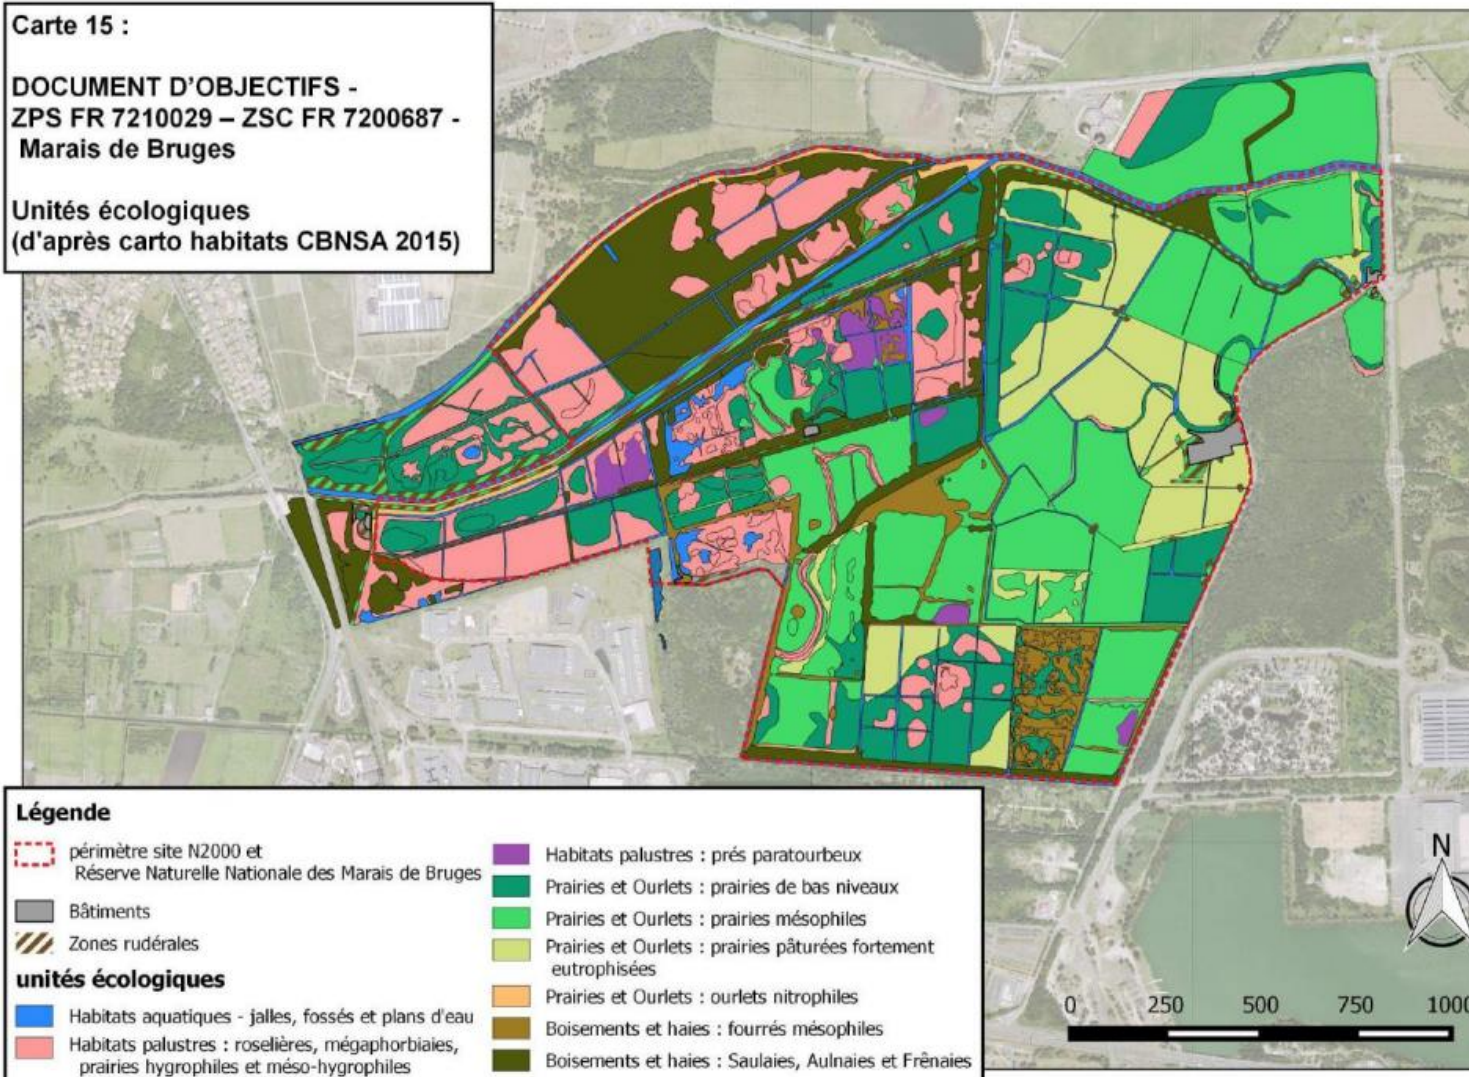 Carte 15 :
DOCUMENT D'OBJECTIFS -
ZPS FR 7210029 – ZSC FR 7200687 -
Marais de Bruges
Unités écologiques
(d'après carto habitats CBNSA 2015)
Légende
périmètre site N2000 et
Réserve Naturelle Nationale des Marais de Bruges
Bâtiments
Zones rudérales
unités écologiques
Habitats aquatiques - jalles, fossés et plans d'eau
Habitats palustres : roselières, mégaphorbiaies,
prairies hygrophiles et méso-hygrophiles
Habitats palustres : prés paratourbeux
Prairies et Ourlets : prairies de bas niveaux
Prairies et Ourlets : prairies mésophiles
Prairies et Ourlets : prairies pâturées fortement
eutrophisées
Prairies et Ourlets : ourlets nitrophiles
Boisements et haies : fourrés mésophiles
Boisements et haies : Saulaies, Aulnaies et Frênaies
N
0 250 500 750 1000